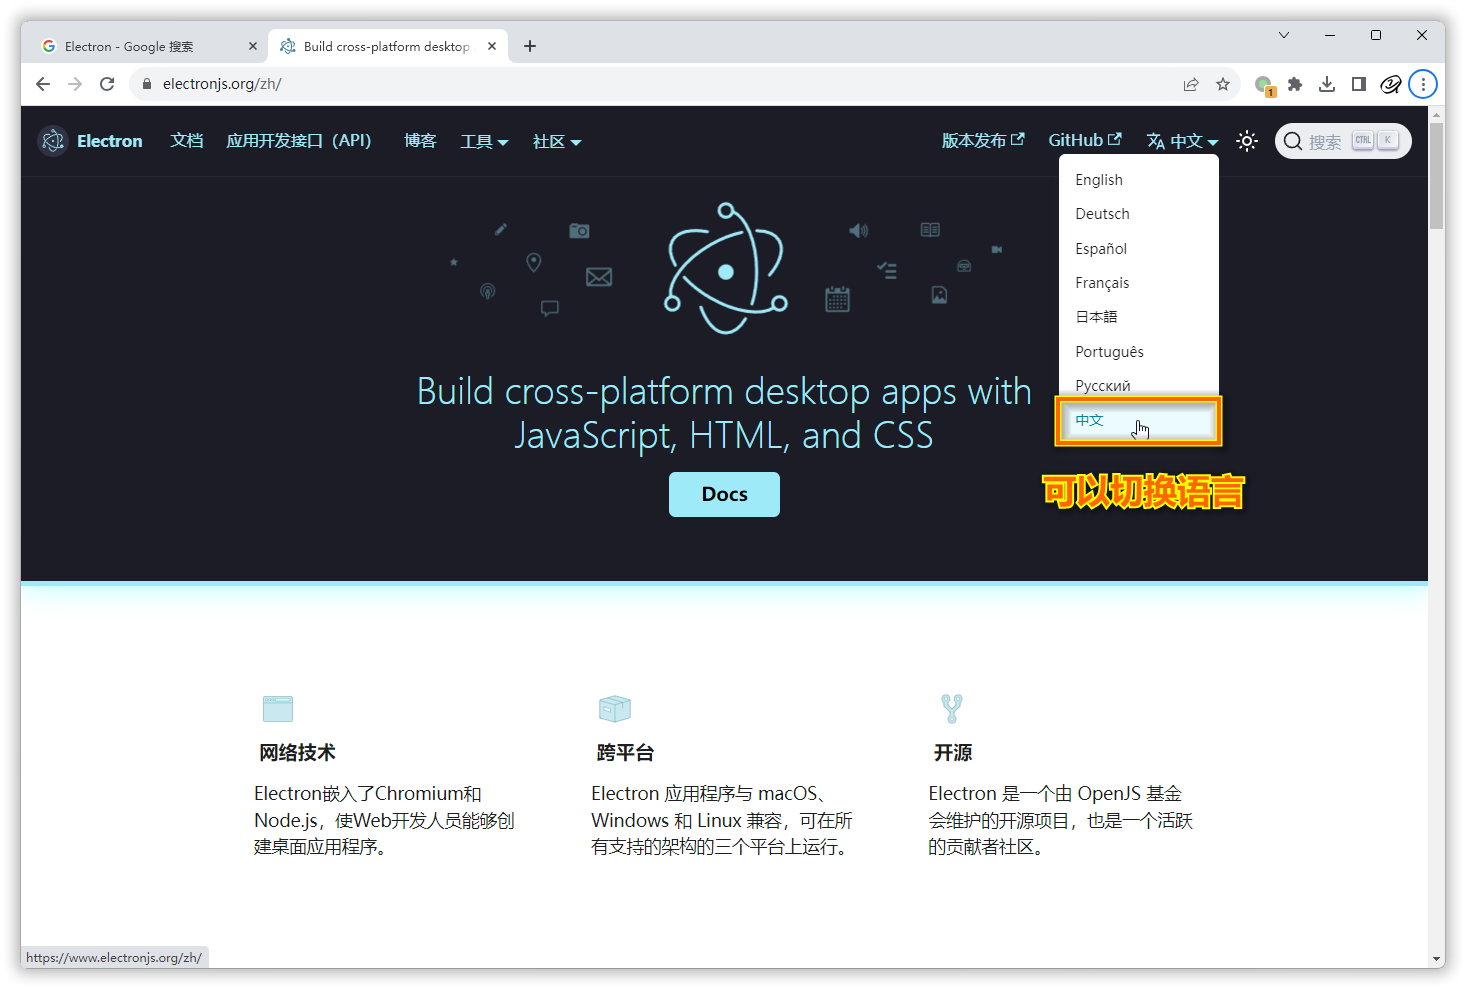 Electron - Google 搜索
Build cross-platform desktop
electronjs.org/zh/
1
Electron
文档
应用开发接口（API）
博客
工具
社区
版本发布
GitHub
中文
搜索
CTRL
K
English
Deutsch
Español
Français
日本語
Português
Русский
中文
可以切换语言
Build cross-platform desktop apps with
JavaScript, HTML, and CSS
Docs
网络技术
Electron嵌入了Chromium和
Node.js，使Web开发人员能够创
建桌面应用程序。
跨平台
Electron 应用程序与 macOS、
Windows 和 Linux 兼容，可在所
有支持的架构的三个平台上运行。
开源
Electron 是一个由 OpenJS 基金
会维护的开源项目，也是一个活跃
的贡献者社区。
https://www.electronjs.org/zh/